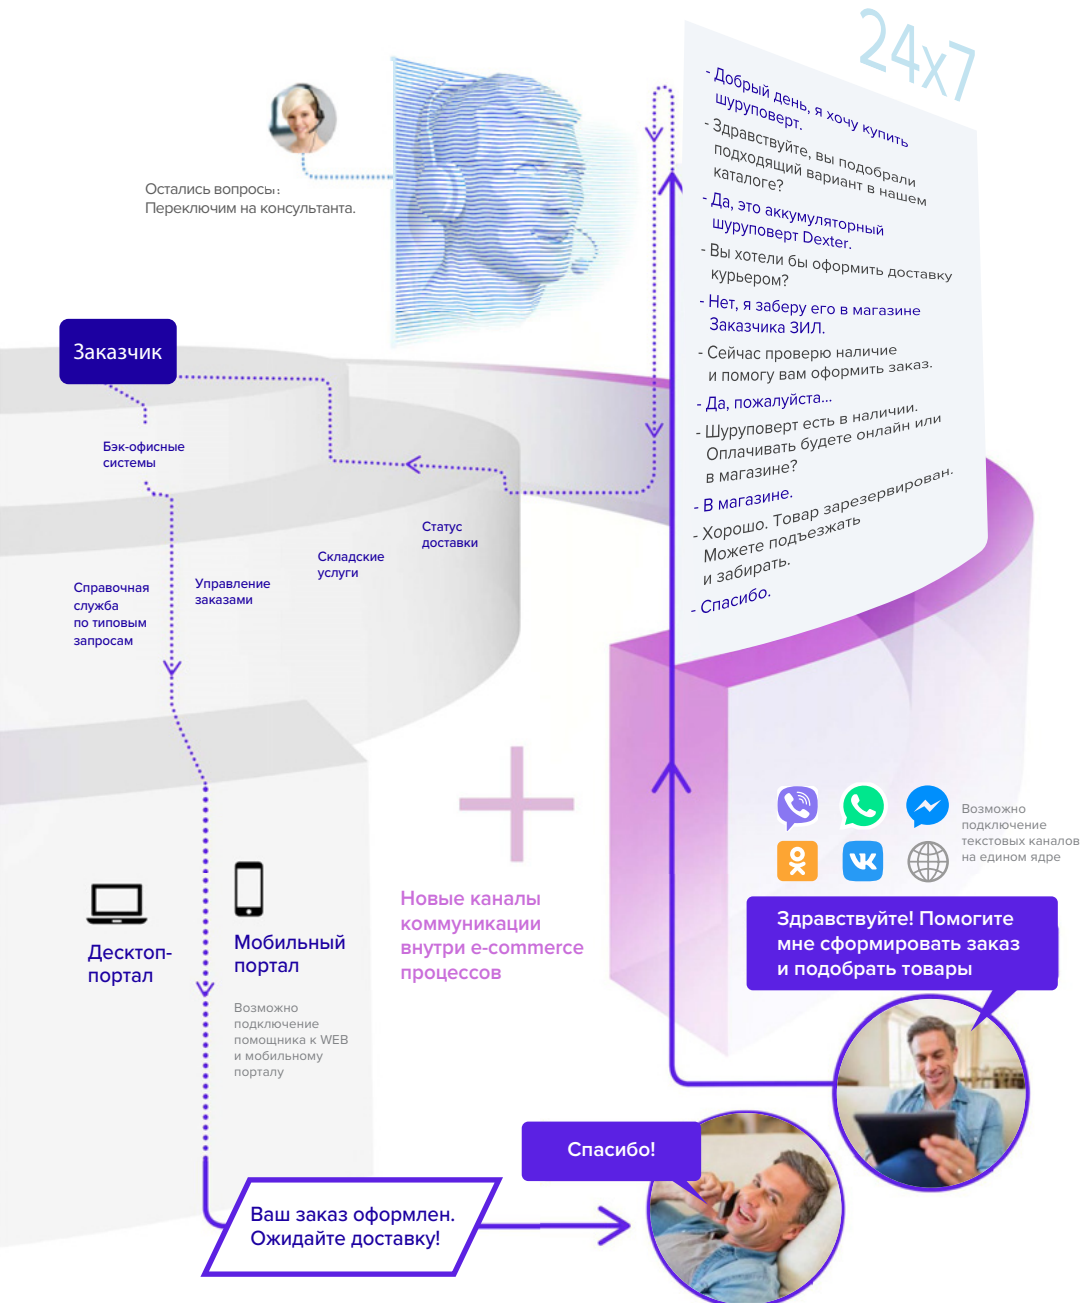 24x7
- Добрый день, я хочу купить
шуруповерт.
- Здравствуйте, вы подобрали
подходящий вариант в нашем
каталоге?
- Да, это аккумуляторный
шуруповерт Dexter.
- Вы хотели бы оформить доставку
курьером?
- Нет, я заберу его в магазине
Заказчика ЗИЛ.
- Сейчас проверю наличие
и помогу вам оформить заказ.
- Да, пожалуйста...
- Шуруповерт есть в наличии.
Оплачивать будете онлайн или
в магазине?
- В магазине.
- Хорошо. Товар зарезервирован.
Можете подъезжать
и забирать.
- Спасибо.
Остались вопросы:
Переключим на консультанта.
Заказчик
Бэк-офисные
системы
Статус
доставки
Складские
услуги
Управление
заказами
Справочная
служба
по типовым
запросам
Возможно
подключение
текстовых каналов
на едином ядре
Новые каналы
коммуникации
внутри e-commerce
процессов
Десктоп-
портал
Мобильный
портал
Возможно
подключение
помощника к WEB
и мобильному
порталу
Здравствуйте! Помогите
мне сформировать заказ
и подобрать товары
Спасибо!
Ваш заказ оформлен.
Ожидайте доставку!